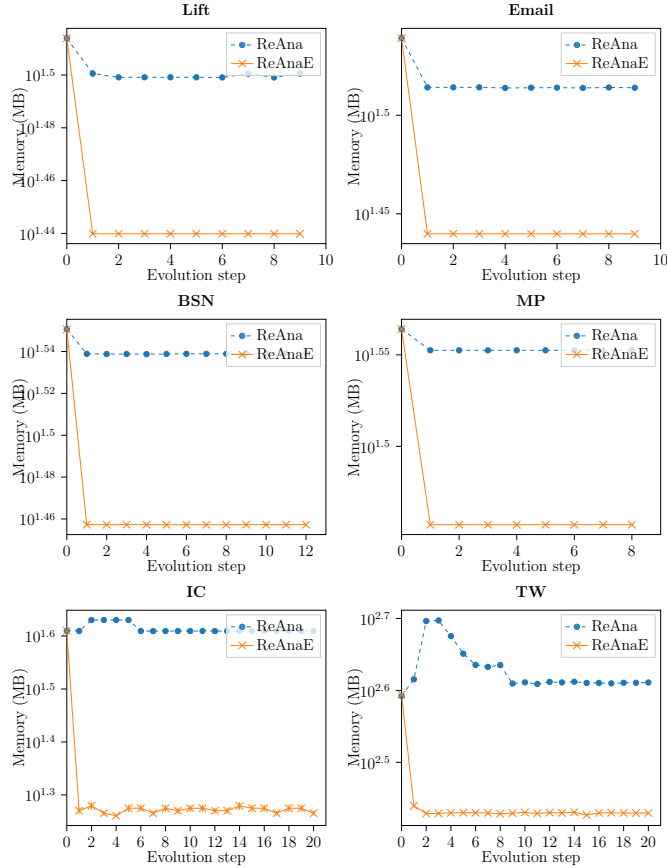 Lift
Memory (MB)
10^1.5
10^1.48
10^1.46
10^1.44
0 2 4 6 8 10
Evolution step
ReAna
ReAnaE
Email
Memory (MB)
10^1.5
10^1.45
0 2 4 6 8 10
Evolution step
ReAna
ReAnaE
BSN
Memory (MB)
10^1.54
10^1.52
10^1.5
10^1.48
10^1.46
0 2 4 6 8 10 12
Evolution step
ReAna
ReAnaE
MP
Memory (MB)
10^1.55
10^1.5
0 2 4 6 8
Evolution step
ReAna
ReAnaE
IC
Memory (MB)
10^1.6
10^1.5
10^1.4
10^1.3
0 2 4 6 8 10 12 14 16 18 20
Evolution step
ReAna
ReAnaE
TW
Memory (MB)
10^2.7
10^2.6
10^2.5
0 2 4 6 8 10 12 14 16 18 20
Evolution step
ReAna
ReAnaE